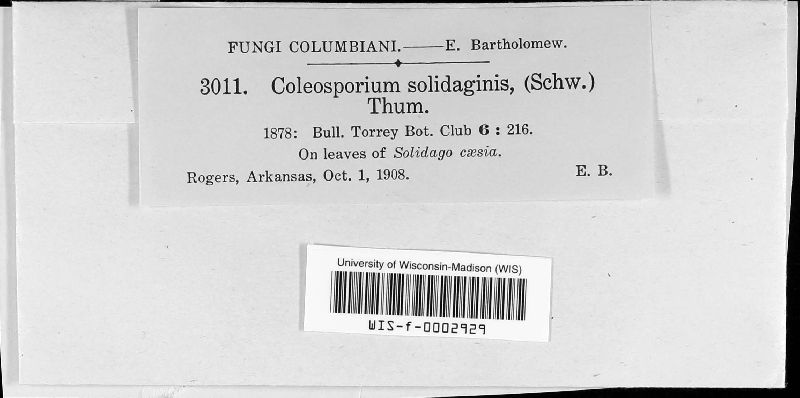 FUNGI COLUMBIANI.——E. Bartholomew.
3011. Coleosporium solidaginis, (Schw.)
Thum.
1878: Bull. Torrey Bot. Club 6 : 216.
On leaves of Solidago cæsia.
Rogers, Arkansas, Oct. 1, 1908. E. B.
University of Wisconsin-Madison (WIS)
WIS-f-0002929